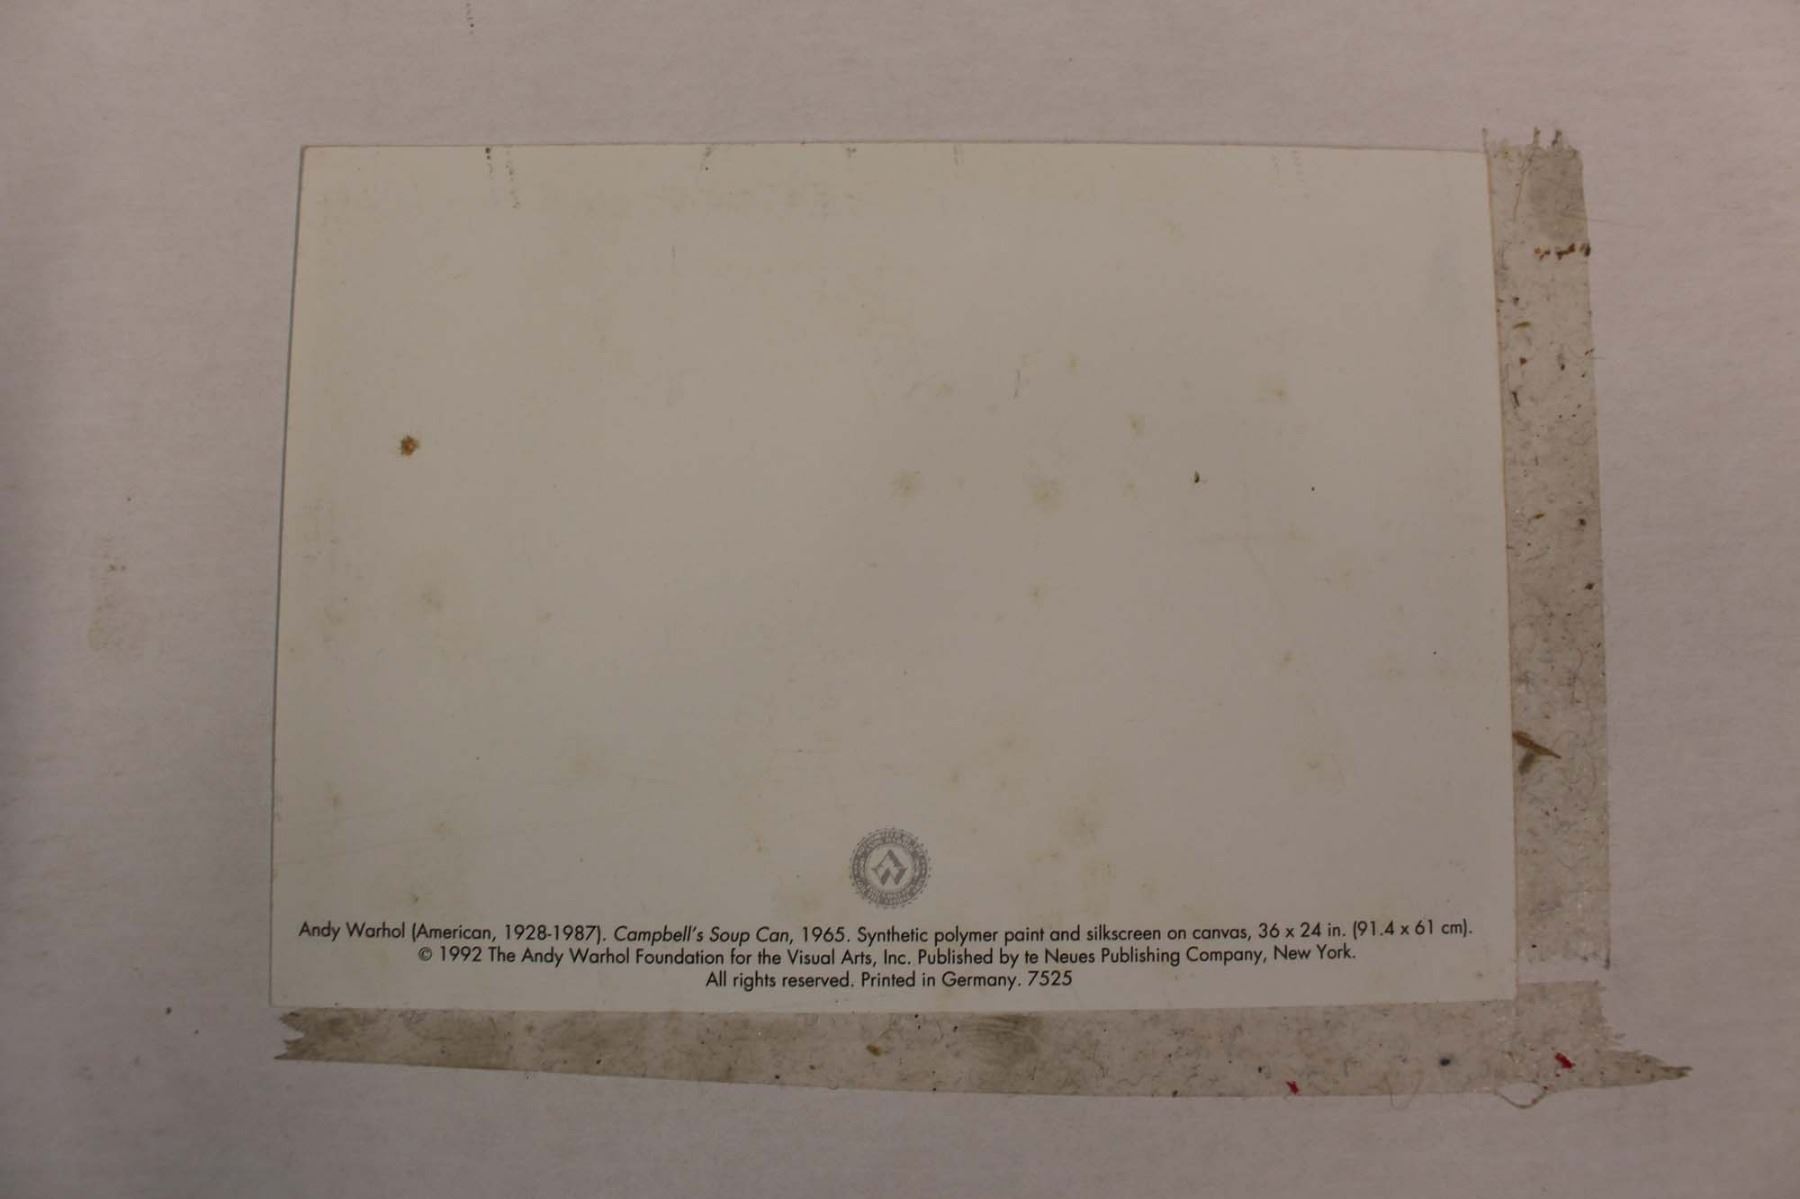 Andy Warhol (American, 1928-1987). Campbell's Soup Can, 1965. Synthetic polymer paint and silkscreen on canvas, 36 x 24 in. (91.4 x 61 cm).
© 1992 The Andy Warhol Foundation for the Visual Arts, Inc. Published by te Neues Publishing Company, New York.
All rights reserved. Printed in Germany. 7525